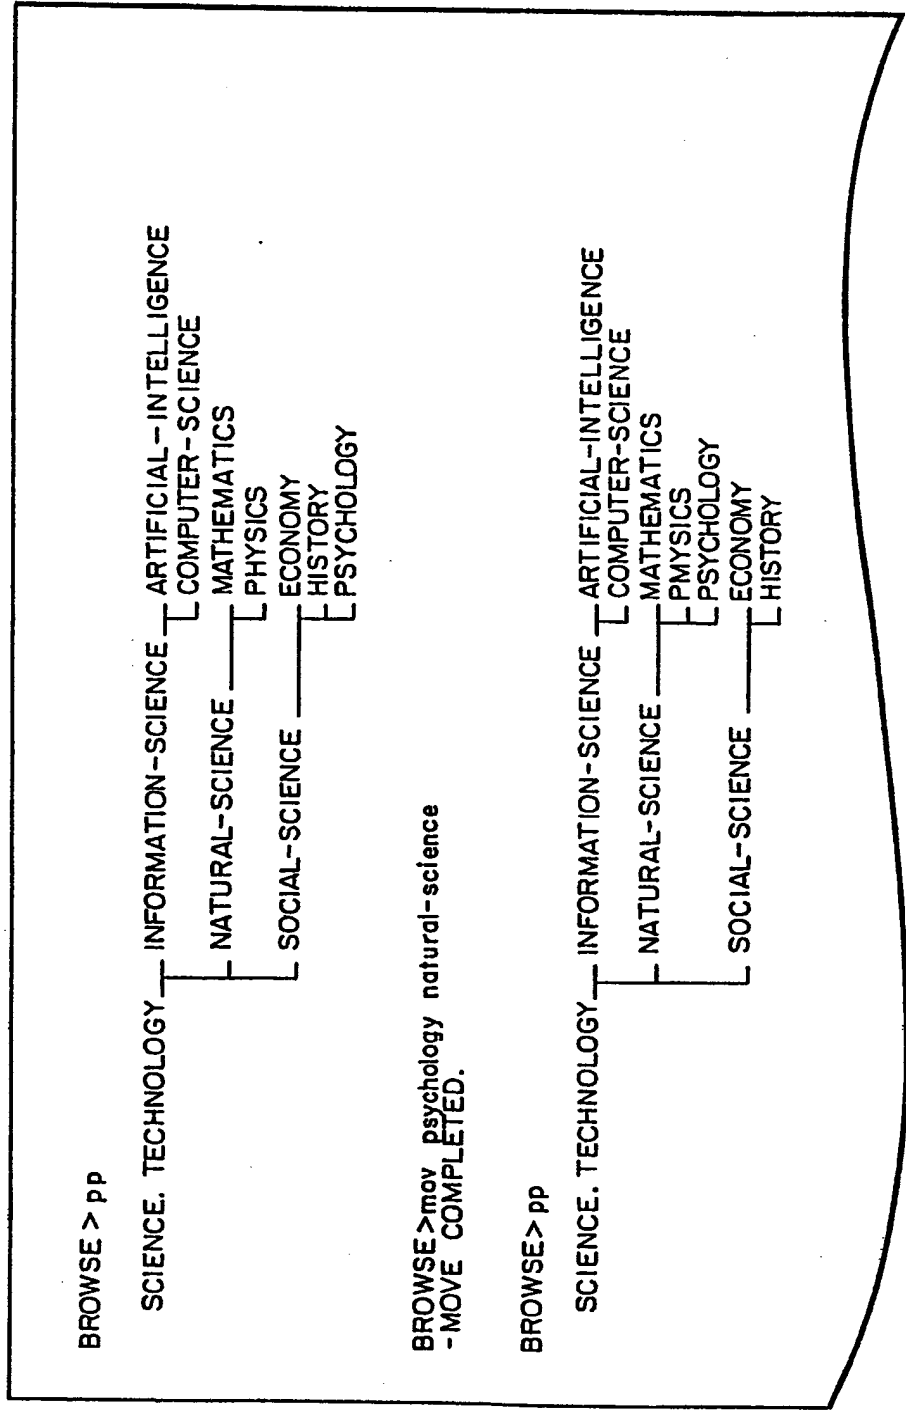 BROWSE > pp
SCIENCE. TECHNOLOGY INFORMATION-SCIENCE ARTIFICIAL-INTELLIGENCE
COMPUTER-SCIENCE
NATURAL-SCIENCE MATHEMATICS
PHYSICS
SOCIAL-SCIENCE ECONOMY
HISTORY
PSYCHOLOGY
BROWSE>mov psychology natural-science
-MOVE COMPLETED.
BROWSE>pp
SCIENCE. TECHNOLOGY INFORMATION-SCIENCE ARTIFICIAL-INTELLIGENCE
COMPUTER-SCIENCE
NATURAL-SCIENCE MATHEMATICS
PMYSICS
PSYCHOLOGY
SOCIAL-SCIENCE ECONOMY
HISTORY